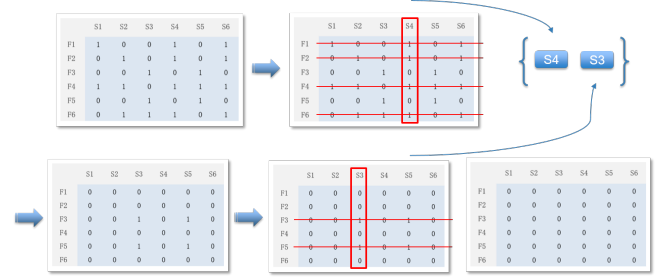 S1 S2 S3 S4 S5 S6
F1 1 0 0 1 0 1
F2 0 1 0 1 0 1
F3 0 0 1 0 1 0
F4 1 1 0 1 1 1
F5 0 0 1 0 1 0
F6 0 1 1 1 0 1
S1 S2 S3 S4 S5 S6
F1 1 0 0 1 0 1
F2 0 1 0 1 0 1
F3 0 0 1 0 1 0
F4 1 1 0 1 1 1
F5 0 0 1 0 1 0
F6 0 1 1 1 0 1
{ S4 S3 }
S1 S2 S3 S4 S5 S6
F1 0 0 0 0 0 0
F2 0 0 0 0 0 0
F3 0 0 1 0 1 0
F4 0 0 0 0 0 0
F5 0 0 1 0 1 0
F6 0 0 0 0 0 0
S1 S2 S3 S4 S5 S6
F1 0 0 0 0 0 0
F2 0 0 0 0 0 0
F3 0 0 1 0 1 0
F4 0 0 0 0 0 0
F5 0 0 1 0 1 0
F6 0 0 0 0 0 0
S1 S2 S3 S4 S5 S6
F1 0 0 0 0 0 0
F2 0 0 0 0 0 0
F3 0 0 0 0 0 0
F4 0 0 0 0 0 0
F5 0 0 0 0 0 0
F6 0 0 0 0 0 0